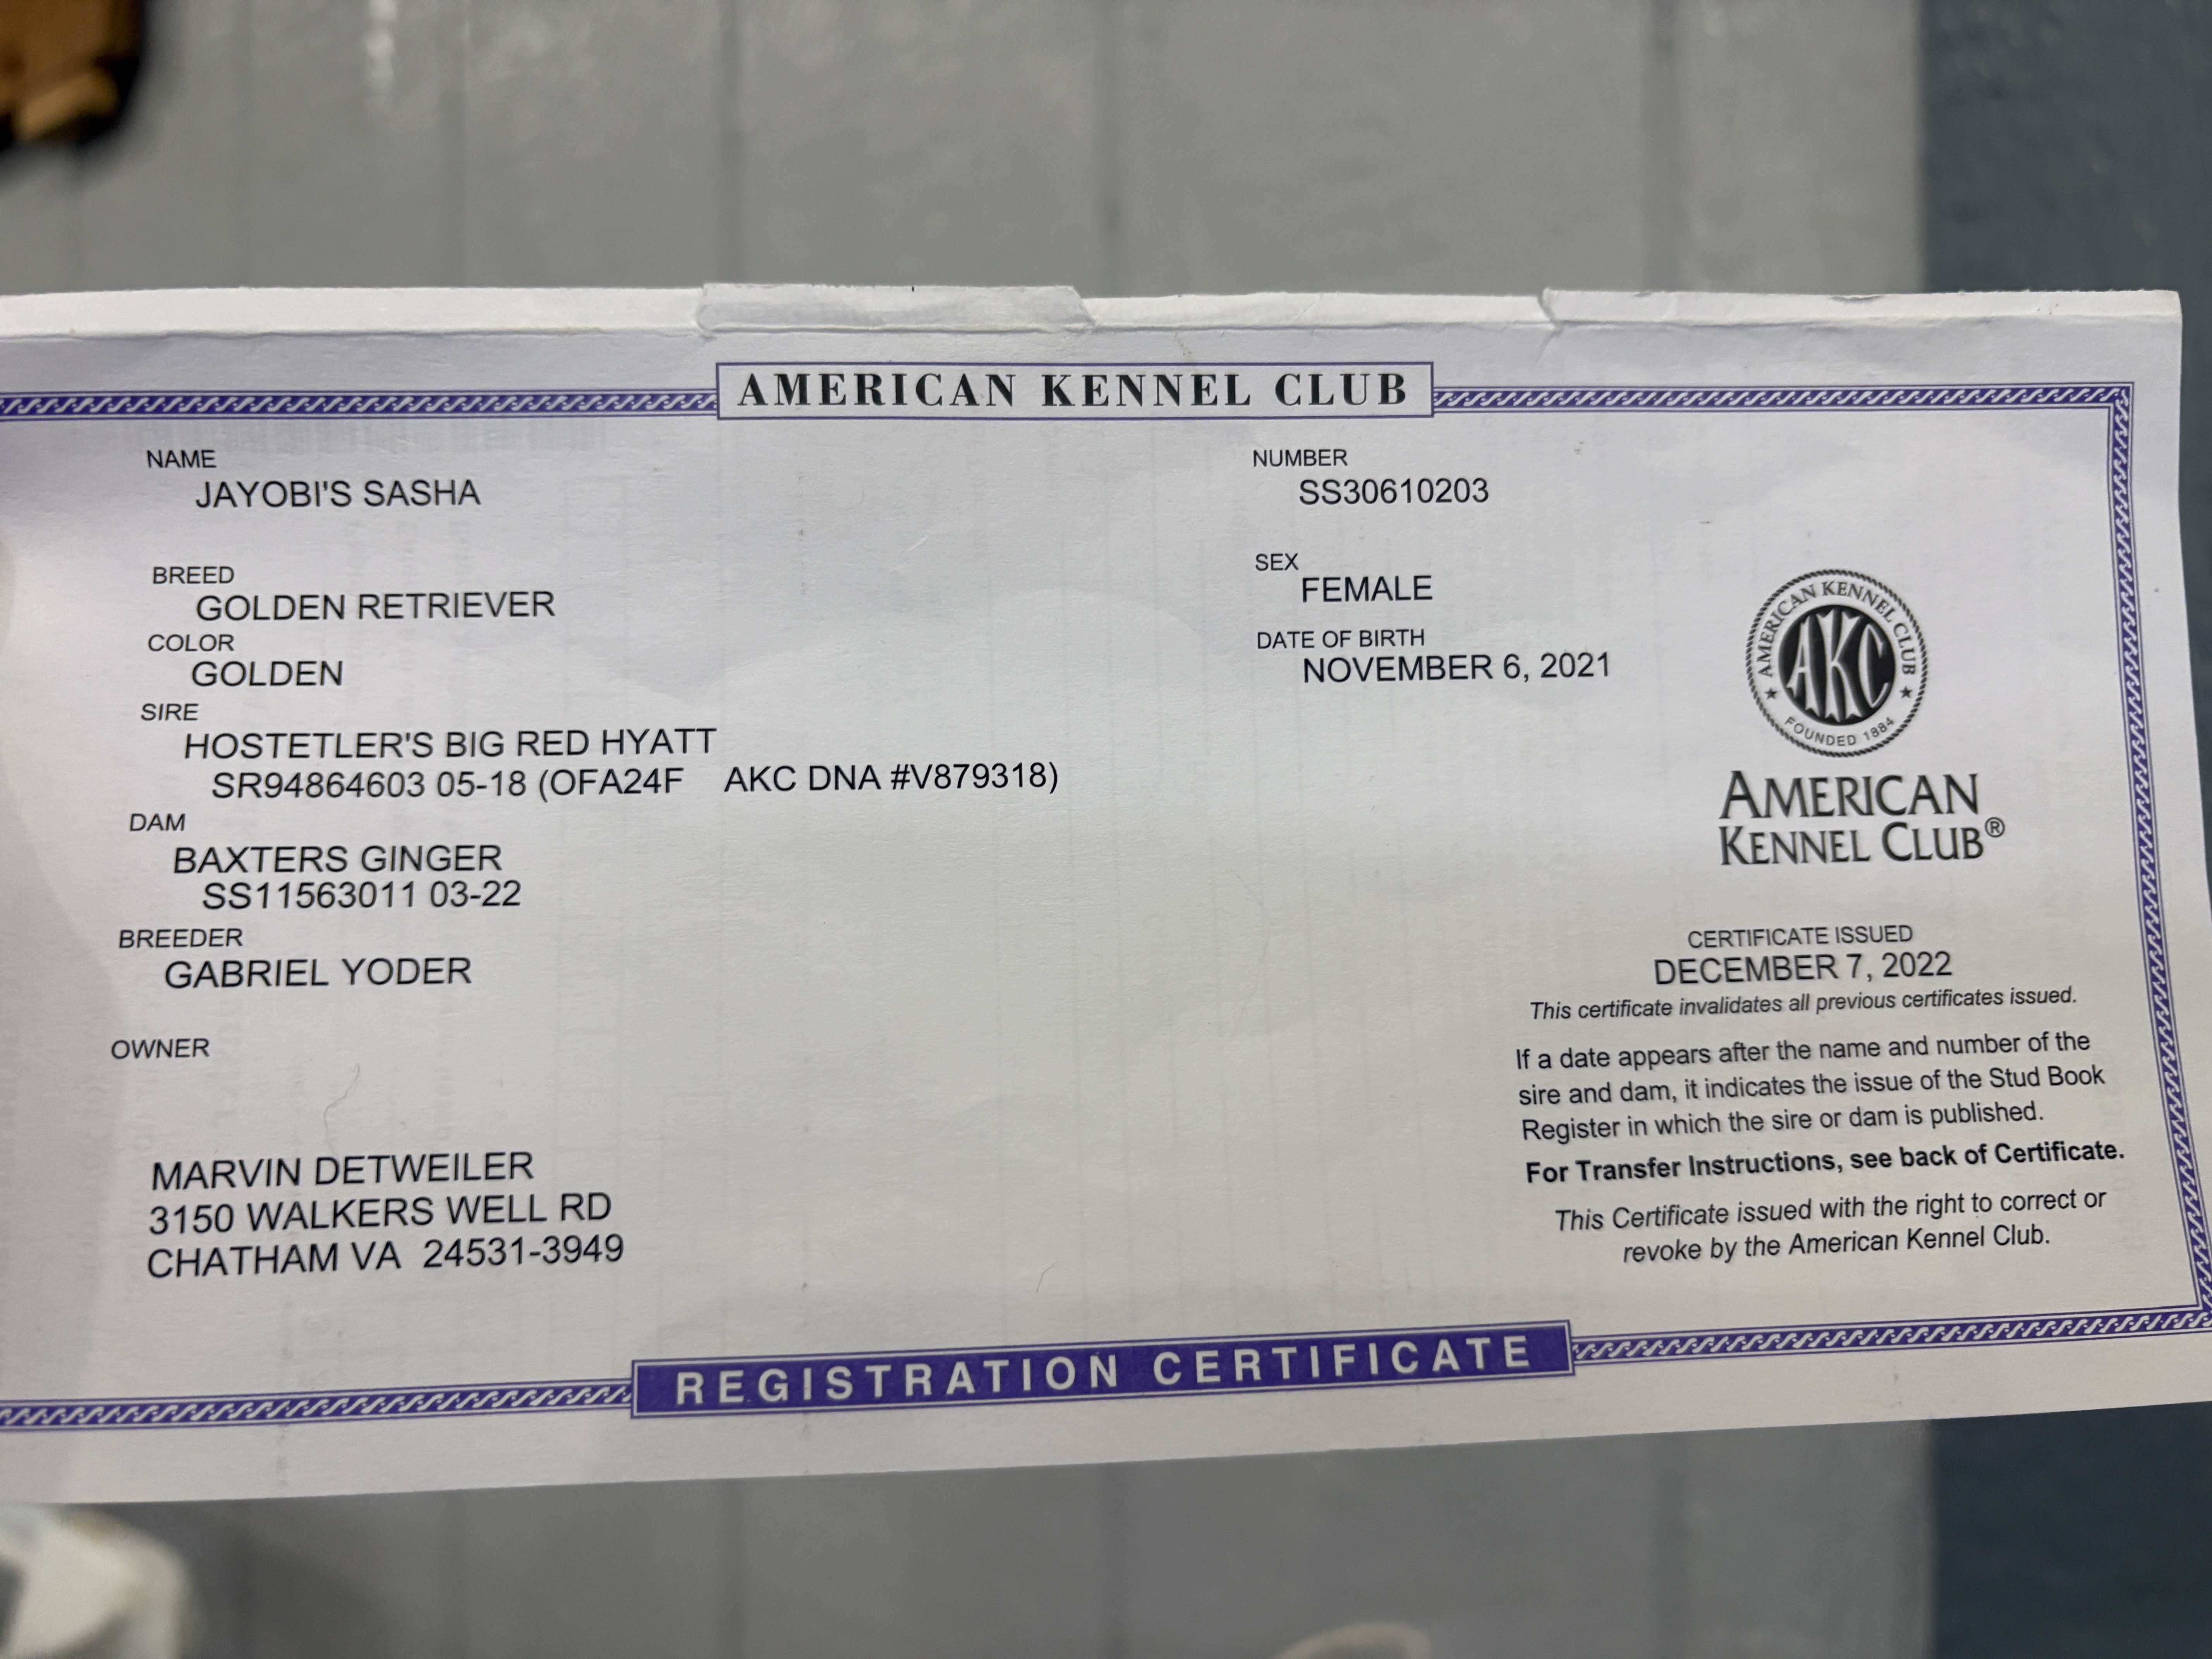 AMERICAN KENNEL CLUB
NAME
JAYOBI'S SASHA
BREED
GOLDEN RETRIEVER
COLOR
GOLDEN
SIRE
HOSTETLER'S BIG RED HYATT
SR94864603 05-18 (OFA24F AKC DNA #V879318)
DAM
BAXTERS GINGER
SS11563011 03-22
BREEDER
GABRIEL YODER
OWNER
MARVIN DETWEILER
3150 WALKERS WELL RD
CHATHAM VA 24531-3949
NUMBER
SS30610203
SEX
FEMALE
DATE OF BIRTH
NOVEMBER 6, 2021
AMERICAN KENNEL CLUB
AKC
FOUNDED 1884
AMERICAN
KENNEL CLUB®
CERTIFICATE ISSUED
DECEMBER 7, 2022
This certificate invalidates all previous certificates issued.
If a date appears after the name and number of the
sire and dam, it indicates the issue of the Stud Book
Register in which the sire or dam is published.
For Transfer Instructions, see back of Certificate.
This Certificate issued with the right to correct or
revoke by the American Kennel Club.
REGISTRATION CERTIFICATE